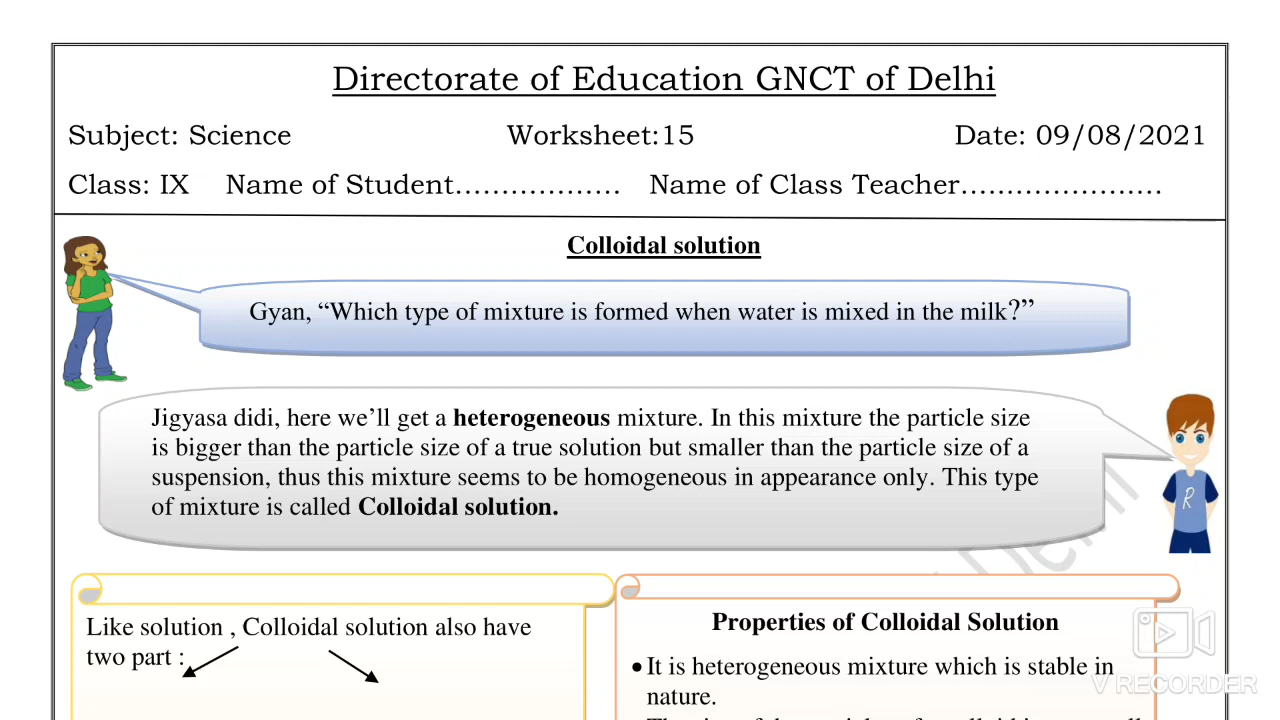 Directorate of Education GNCT of Delhi
Subject: Science Worksheet:15 Date: 09/08/2021
Class: IX Name of Student……………… Name of Class Teacher………………….
Colloidal solution
Gyan, “Which type of mixture is formed when water is mixed in the milk?”
Jigyasa didi, here we’ll get a heterogeneous mixture. In this mixture the particle size
is bigger than the particle size of a true solution but smaller than the particle size of a
suspension, thus this mixture seems to be homogeneous in appearance only. This type
of mixture is called Colloidal solution.
R
Delhi
Like solution , Colloidal solution also have
two part :
Properties of Colloidal Solution
•It is heterogeneous mixture which is stable in
nature.
V RECORDER